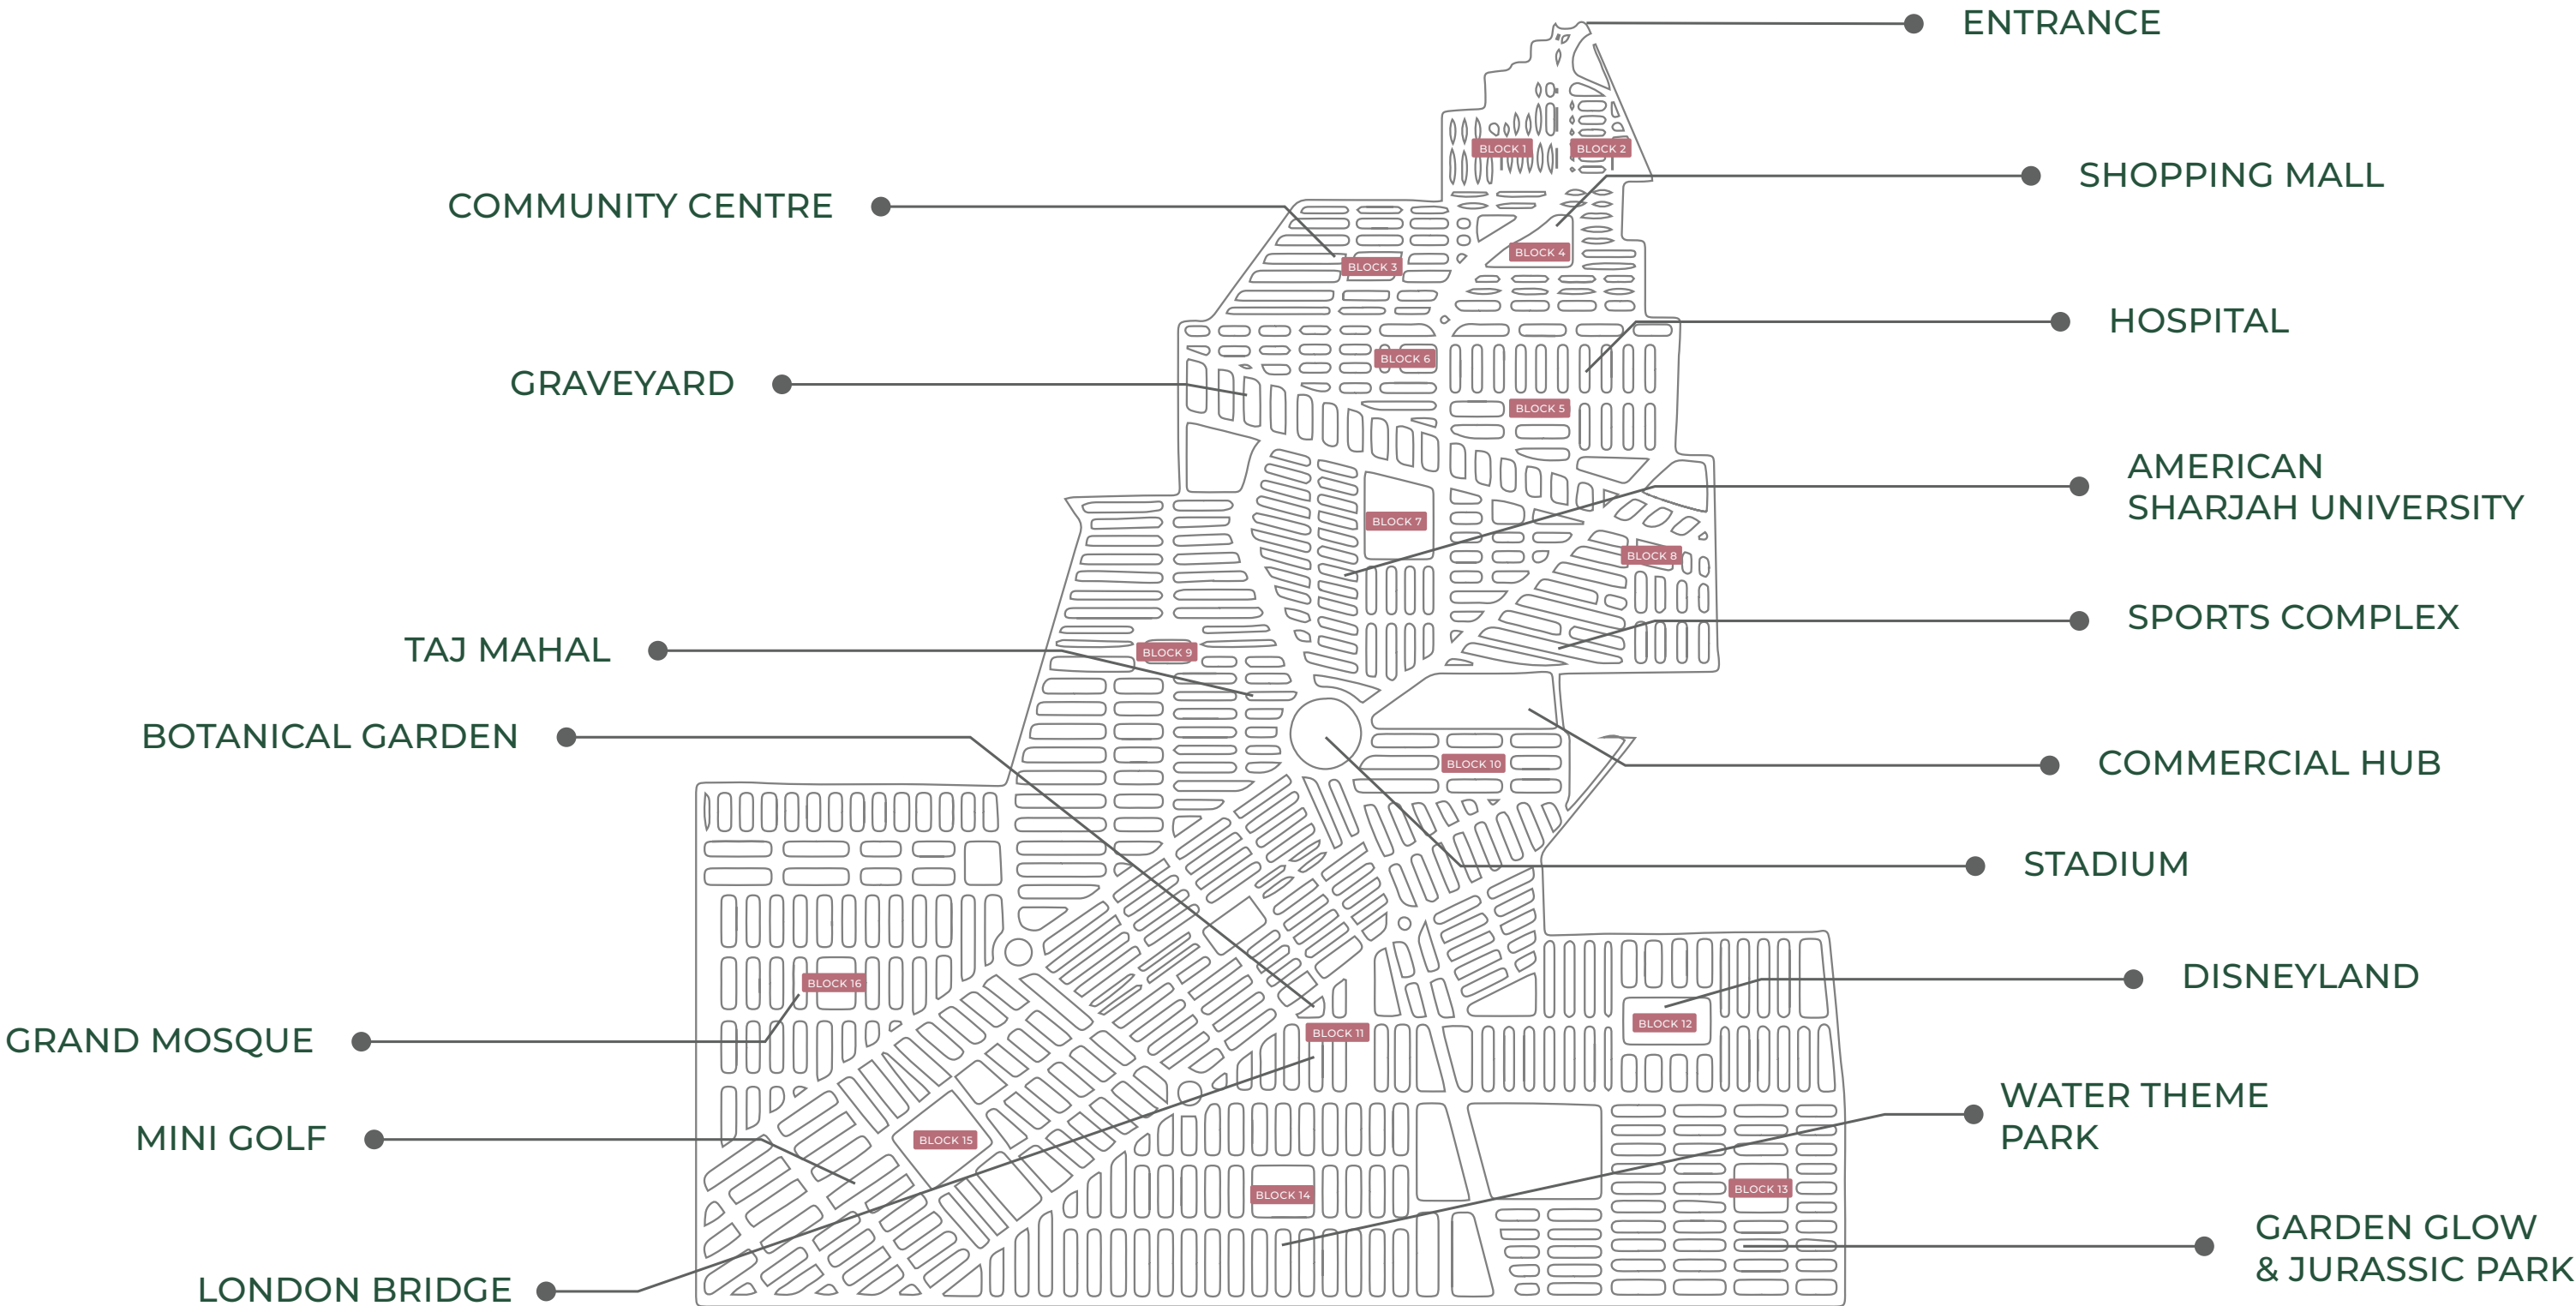 ENTRANCE
BLOCK 1
BLOCK 2
SHOPPING MALL
COMMUNITY CENTRE
BLOCK 4
BLOCK 3
HOSPITAL
BLOCK 6
GRAVEYARD
BLOCK 5
AMERICAN
SHARJAH UNIVERSITY
BLOCK 7
BLOCK 8
SPORTS COMPLEX
TAJ MAHAL
BLOCK 9
BOTANICAL GARDEN
BLOCK 10
COMMERCIAL HUB
STADIUM
DISNEYLAND
BLOCK 16
BLOCK 12
BLOCK 11
GRAND MOSQUE
WATER THEME
PARK
MINI GOLF
BLOCK 15
BLOCK 13
BLOCK 14
GARDEN GLOW
& JURASSIC PARK
LONDON BRIDGE